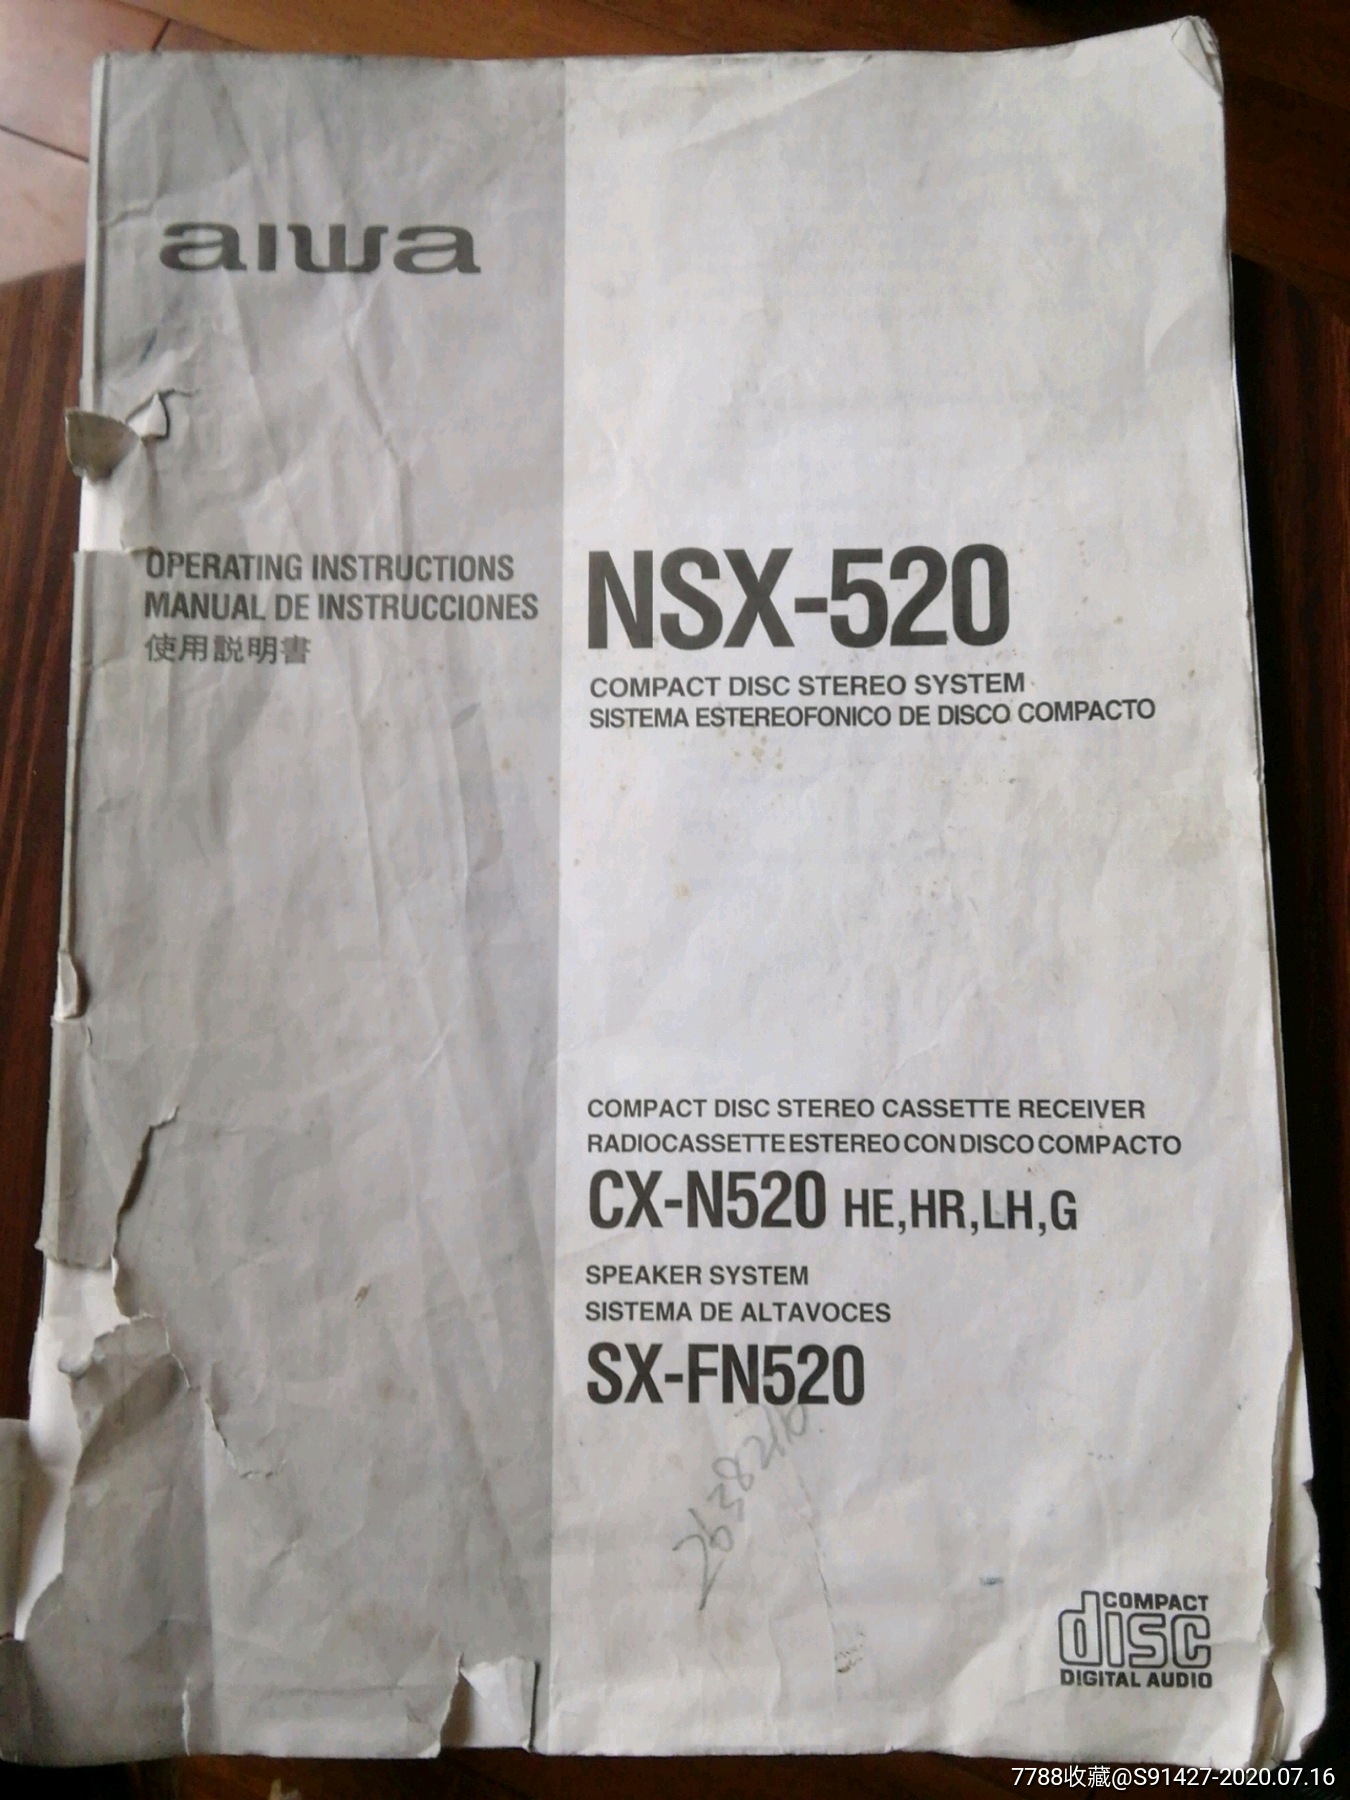 aiwa
OPERATING INSTRUCTIONS
MANUAL DE INSTRUCCIONES
使用説明書
NSX-520
COMPACT DISC STEREO SYSTEM
SISTEMA ESTEREOFONICO DE DISCO COMPACTO
COMPACT DISC STEREO CASSETTE RECEIVER
RADIOCASSETTE ESTEREO CON DISCO COMPACTO
CX-N520 HE,HR,LH,G
SPEAKER SYSTEM
SISTEMA DE ALTAVOCES
SX-FN520
COMPACT
disc
DIGITAL AUDIO
7788收藏@S91427-2020.07.16